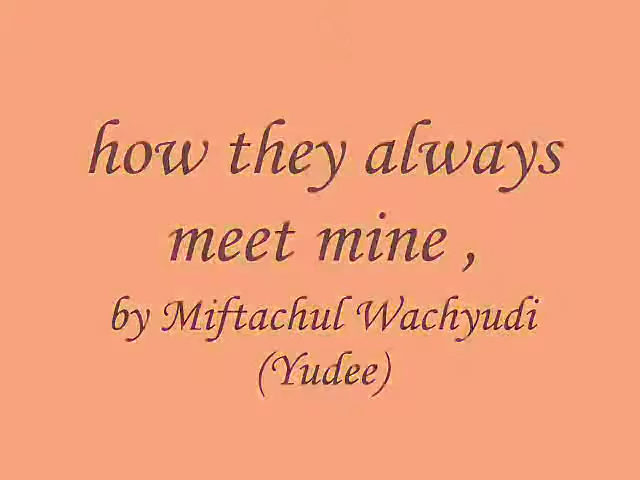 how they always
meet mine ,
by Miftachul Wachyudi
(Yudee)